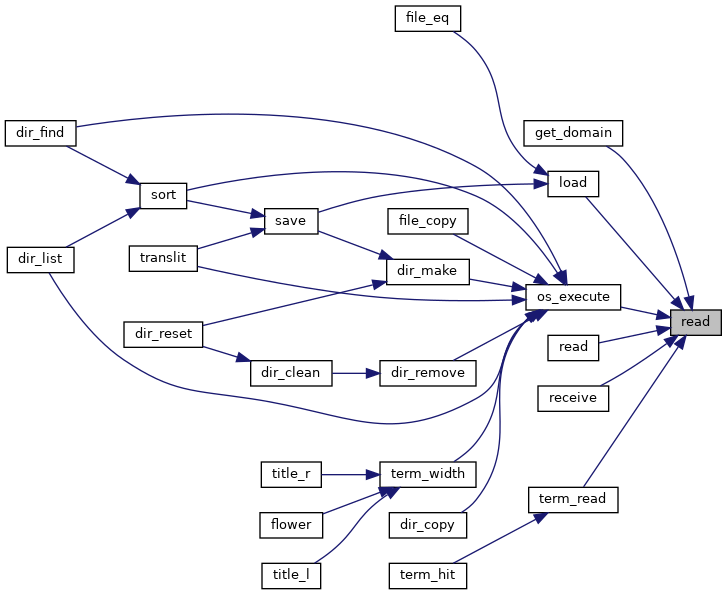 file_eq
dir_find
get_domain
load
sort
save
file_copy
translit
dir_list
dir_make
os_execute
read
dir_reset
read
dir_clean
dir_remove
receive
title_r
term_width
term_read
flower
dir_copy
title_l
term_hit